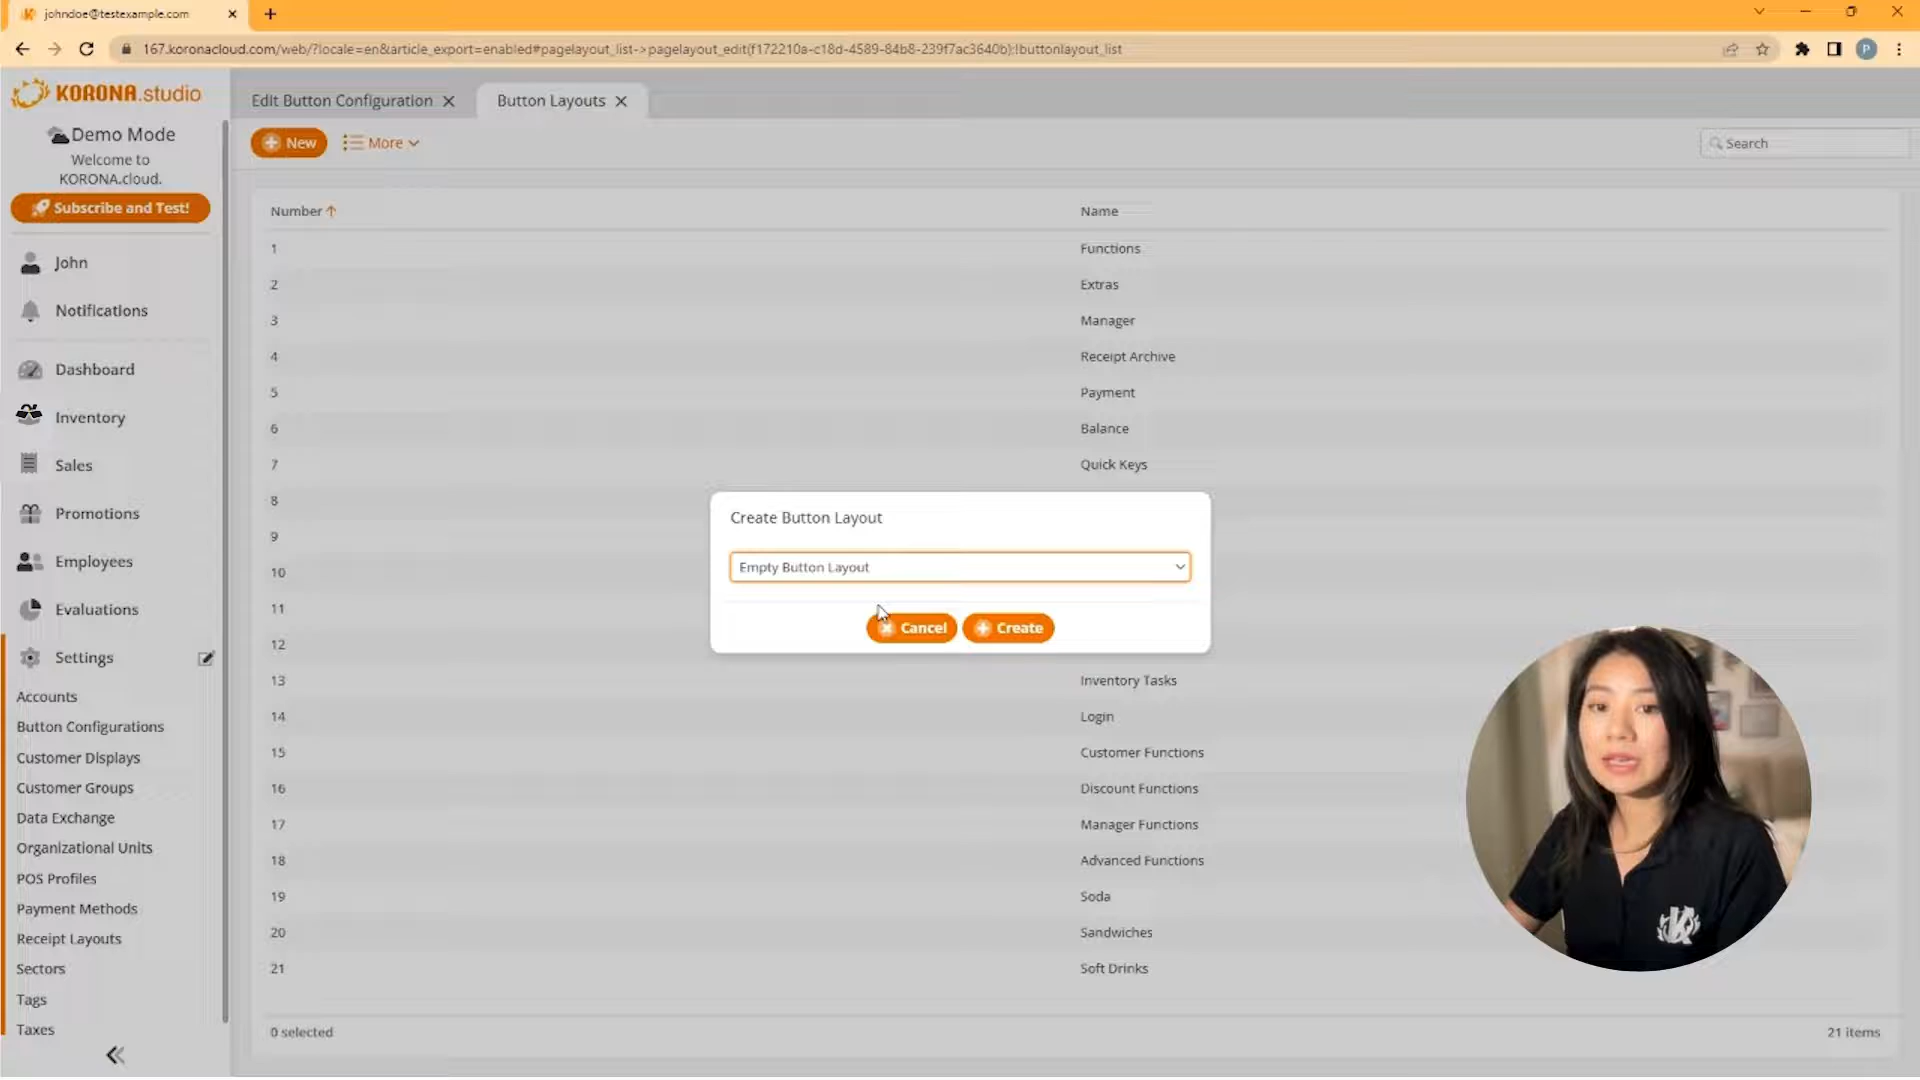 johndoe@testexample.com
167.koronacloud.com/web/?locale=en&article_export=enabled#pagelayout_list->pagelayout_edit(f172210a-c18d-4589-84b8-239f7ac3640b):!buttonlayout_list
P
KORONA.studio
Edit Button Configuration
Button Layouts
Demo Mode
Welcome to
KORONA.cloud.
Subscribe and Test!
New
More
Search
John
Notifications
Dashboard
Inventory
Sales
Promotions
Employees
Evaluations
Settings
Accounts
Button Configurations
Customer Displays
Customer Groups
Data Exchange
Organizational Units
POS Profiles
Payment Methods
Receipt Layouts
Sectors
Tags
Taxes
Number Name
1 Functions
2 Extras
3 Manager
4 Receipt Archive
5 Payment
6 Balance
7 Quick Keys
8
9
10
11
12
13 Inventory Tasks
14 Login
15 Customer Functions
16 Discount Functions
17 Manager Functions
18 Advanced Functions
19 Soda
20 Sandwiches
21 Soft Drinks
0 selected 21 items
Create Button Layout
Empty Button Layout
Cancel Create